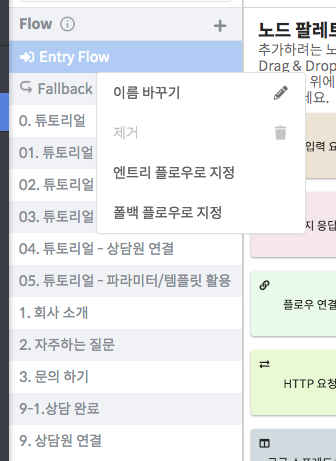 Flow
Entry Flow
Fallback
이름 바꾸기
제거
엔트리 플로우로 지정
폴백 플로우로 지정
0. 튜토리얼
01. 튜토리얼
02. 튜토리얼
03. 튜토리얼
04. 튜토리얼 - 상담원 연결
05. 튜토리얼 - 파라미터/템플릿 활용
1. 회사 소개
2. 자주하는 질문
3. 문의 하기
9-1.상담 완료
9. 상담원 연결
노드 팔레트
추가하려는 노
Drag & Drop
위에
세요.
입력 요
지 응답
플로우 연결
HTTP 요청